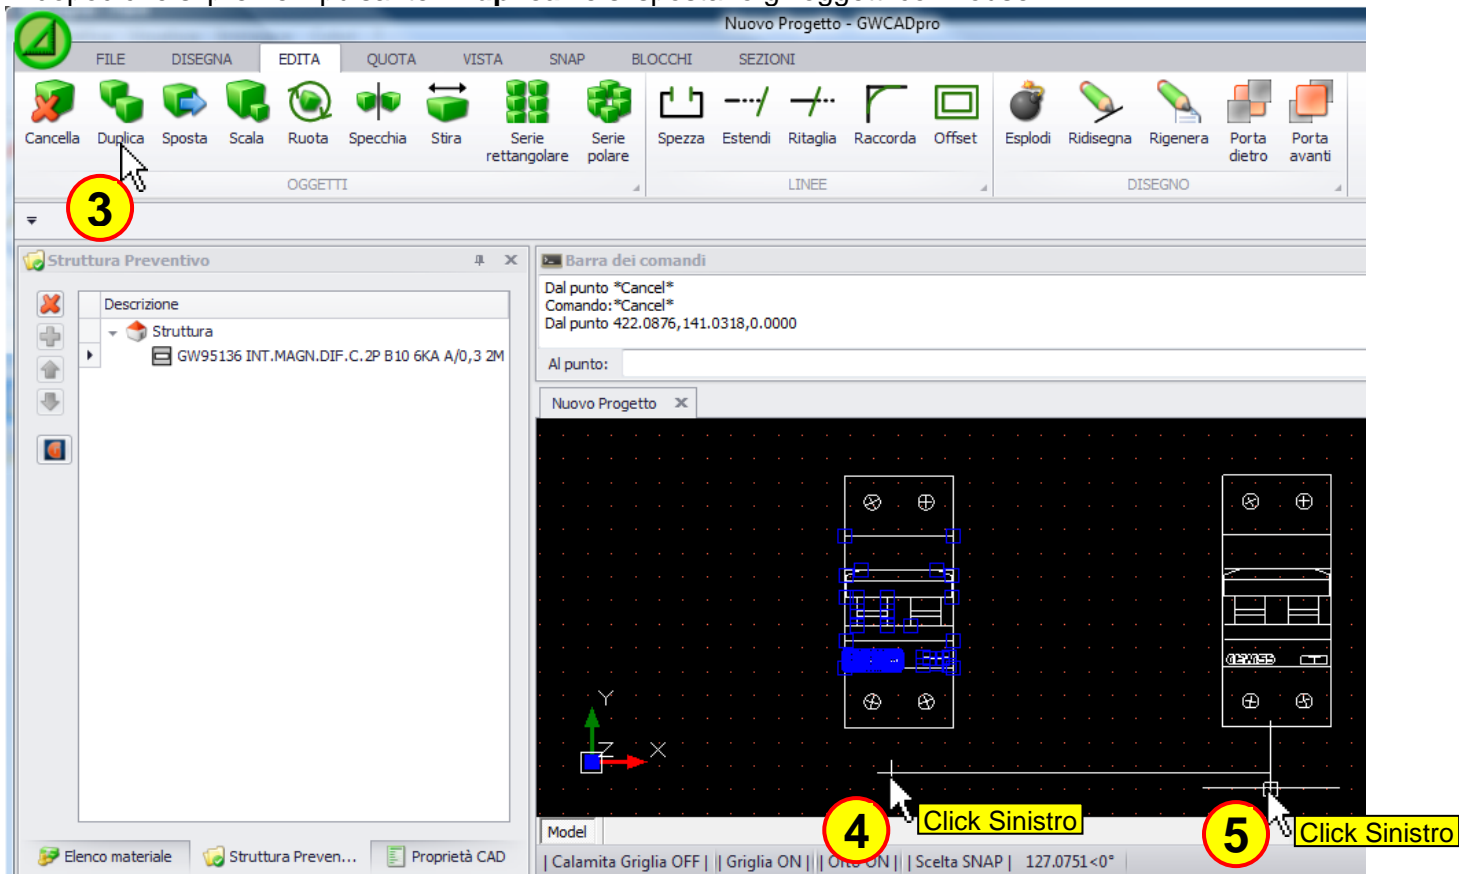 Nuovo Progetto - GWCADpro
FILE DISEGNA EDITA QUOTA VISTA SNAP BLOCCHI SEZIONI
Cancella Duplica Sposta Scala Ruota Specchia Stira Serie rettangolare Serie polare Spezza Estendi Ritaglia Raccorda Offset Esplodi Ridisegna Rigenera Porta dietro Porta avanti
OGGETTI LINEE DISEGNO
3
Struttura Preventivo
Barra dei comandi
Descrizione
Struttura
GW95136 INT.MAGN.DIF.C.2P B10 6KA A/0,3 2M
Dal punto *Cancel*
Comando:*Cancel*
Dal punto 422.0876,141.0318,0.0000
Al punto:
Nuovo Progetto
GEWISS
Y
Z X
4 Click Sinistro
5 Click Sinistro
Model
Elenco materiale Struttura Preven... Proprietà CAD
| Calamita Griglia OFF | | Griglia ON | | Orto ON | | Scelta SNAP | 127.0751<0°